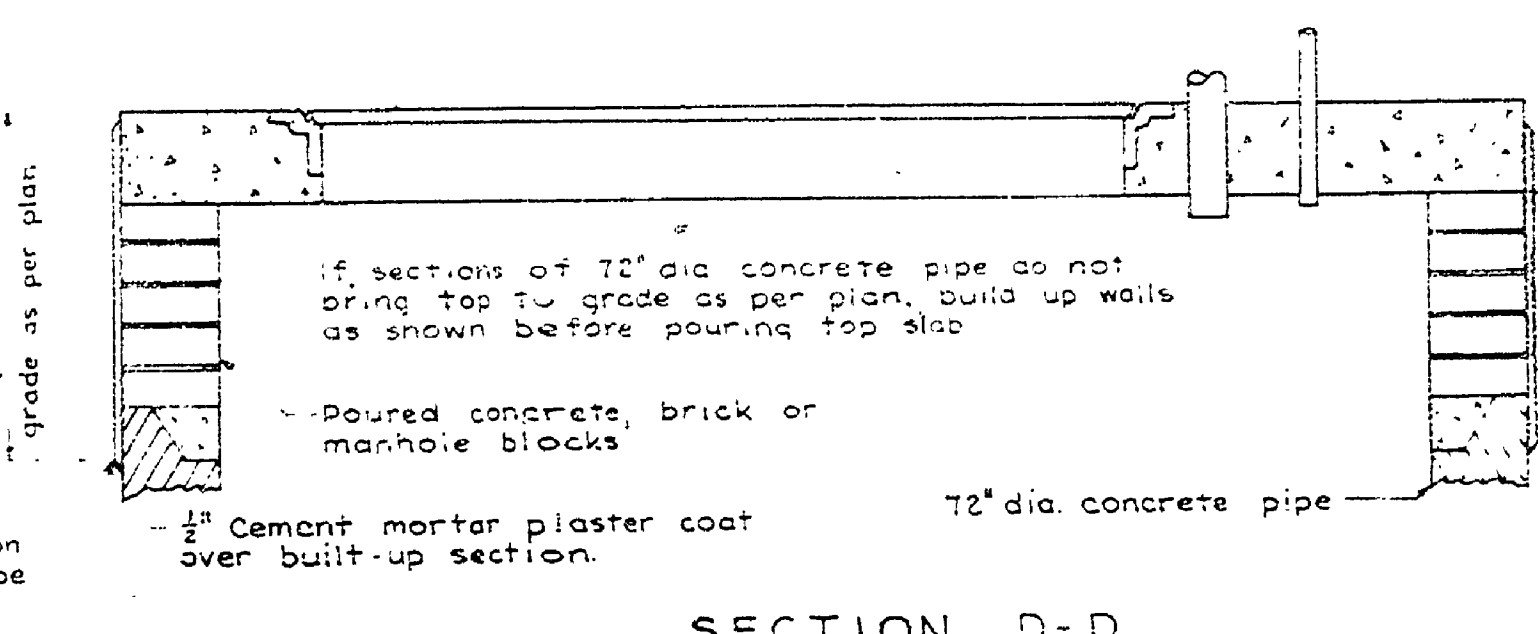 grade as per plan
If sections of 72" dia concrete pipe do not
bring top to grade as per plan, build up walls
as shown before pouring top slab
Poured concrete, brick or
manhole blocks
½" Cement mortar plaster coat
over built-up section.
72" dia. concrete pipe
SECTION